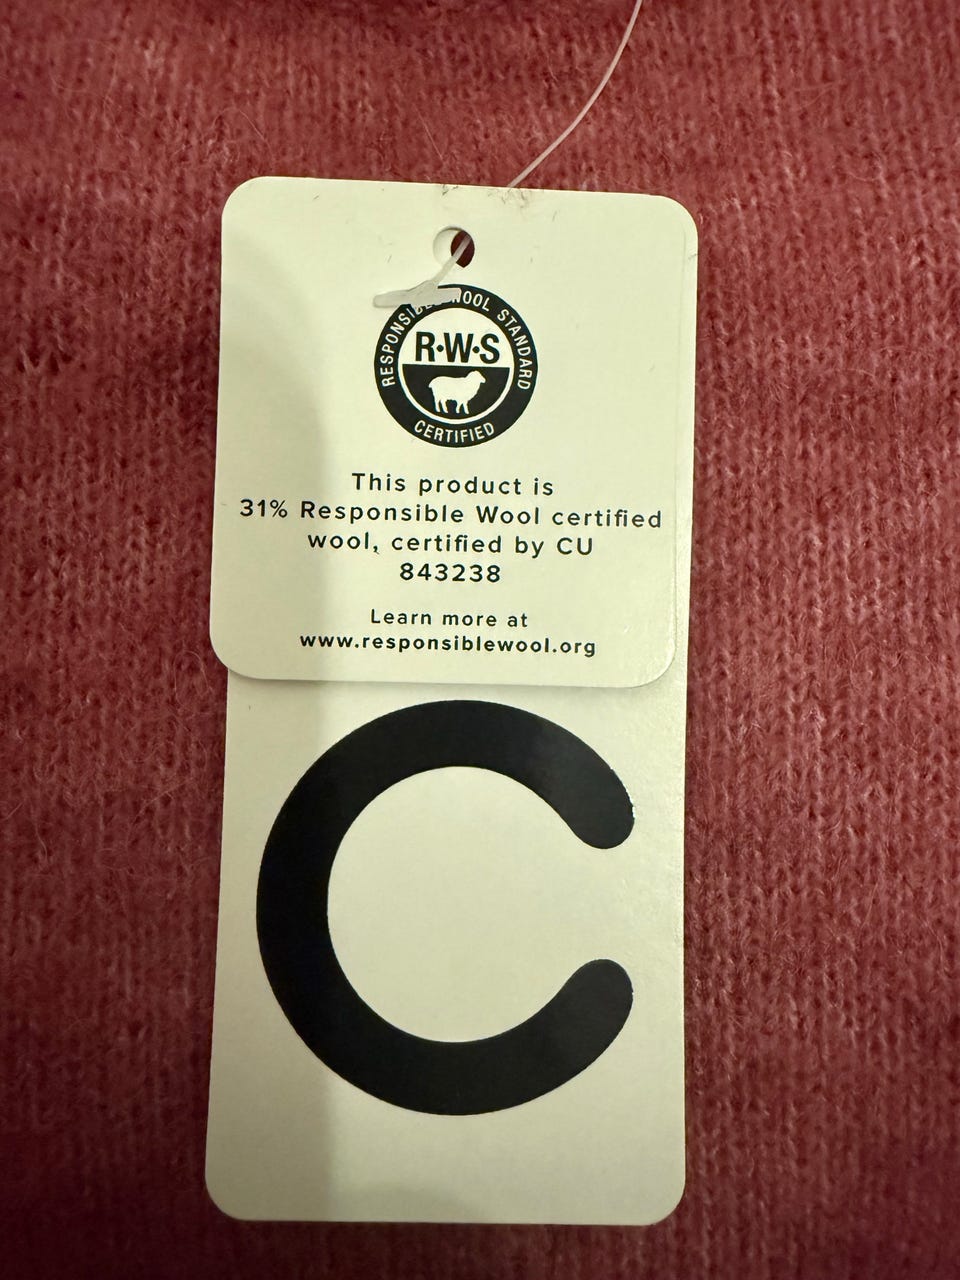 RESPONSIBLE WOOL STANDARD
R·W·S
CERTIFIED
This product is
31% Responsible Wool certified
wool, certified by CU
843238
Learn more at
www.responsiblewool.org
C